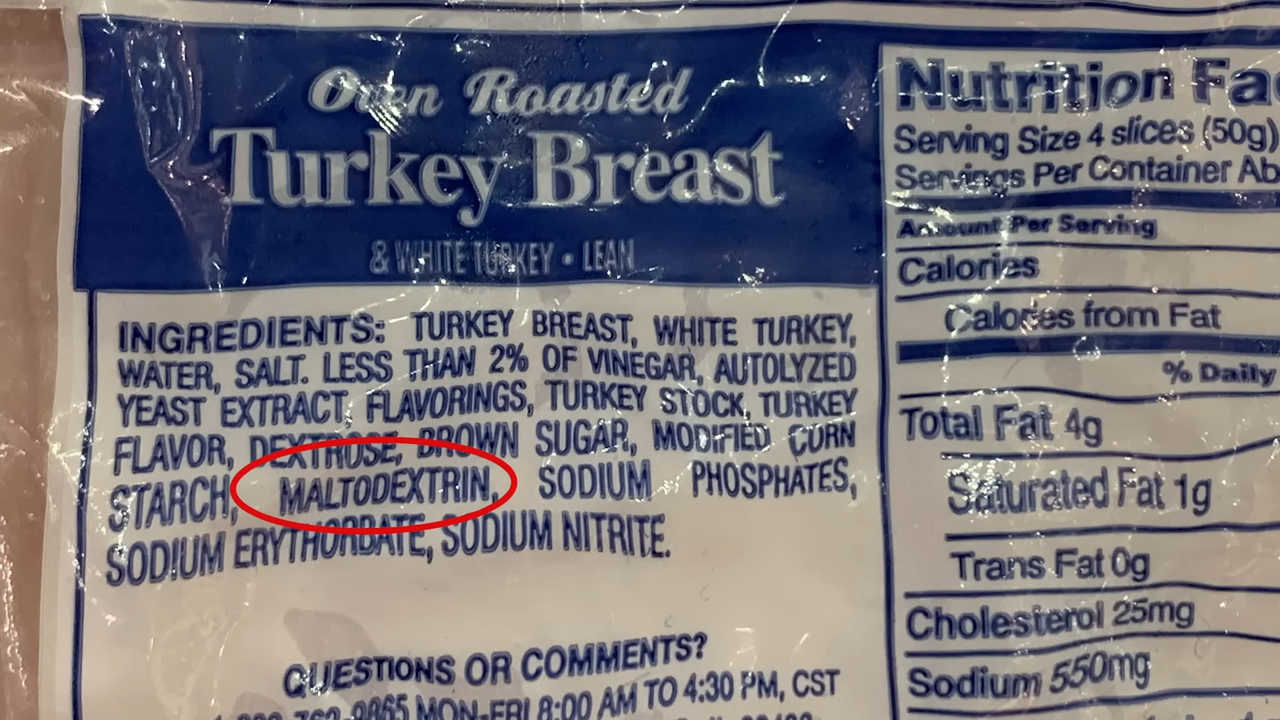 Oven Roasted
Turkey Breast
& WHITE TURKEY • LEAN
INGREDIENTS: TURKEY BREAST, WHITE TURKEY,
WATER, SALT. LESS THAN 2% OF VINEGAR, AUTOLYZED
YEAST EXTRACT, FLAVORINGS, TURKEY STOCK, TURKEY
FLAVOR, DEXTROSE, BROWN SUGAR, MODIFIED CORN
STARCH, MALTODEXTRIN, SODIUM PHOSPHATES,
SODIUM ERYTHORBATE, SODIUM NITRITE.
QUESTIONS OR COMMENTS?
MON-FRI 8:00 AM TO 4:30 PM, CST
Nutrition
Serving Size 4 slices (50g)
Servings Per Container
Amount Per Serving
Calories
Calories from Fat
% Daily
Total Fat 4g
Saturated Fat 1g
Trans Fat 0g
Cholesterol 25mg
Sodium 550mg